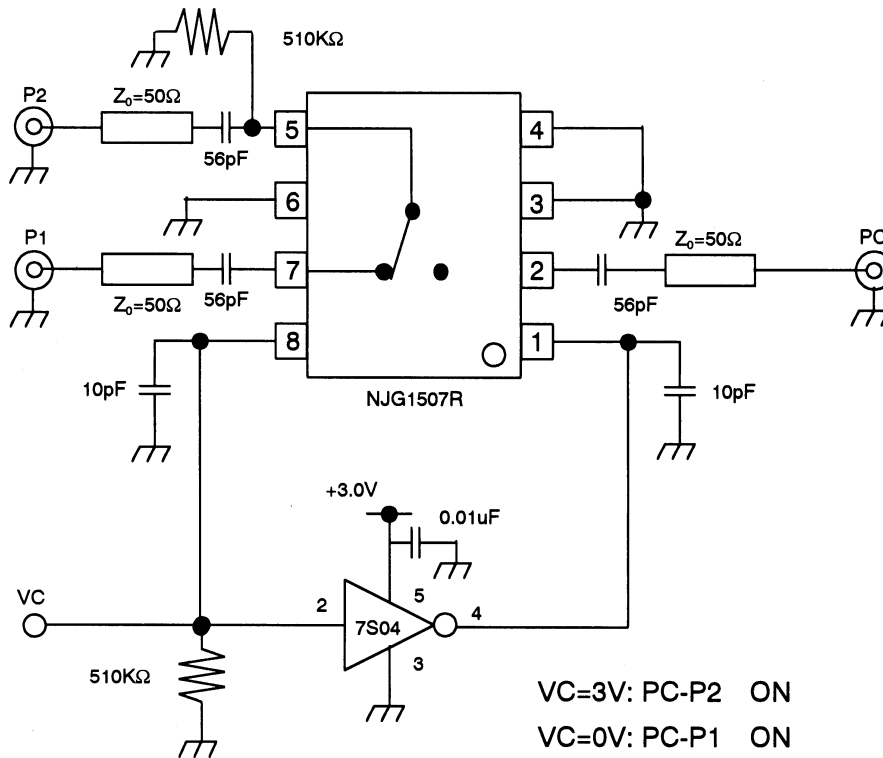 510KΩ
P2
Z₀=50Ω
56pF
5
4
6
3
P1
Z₀=50Ω
56pF
7
2
Z₀=50Ω
PC
56pF
8
1
10pF
10pF
NJG1507R
+3.0V
0.01uF
VC
2
7S04
5
4
3
510KΩ
VC=3V: PC-P2 ON
VC=0V: PC-P1 ON